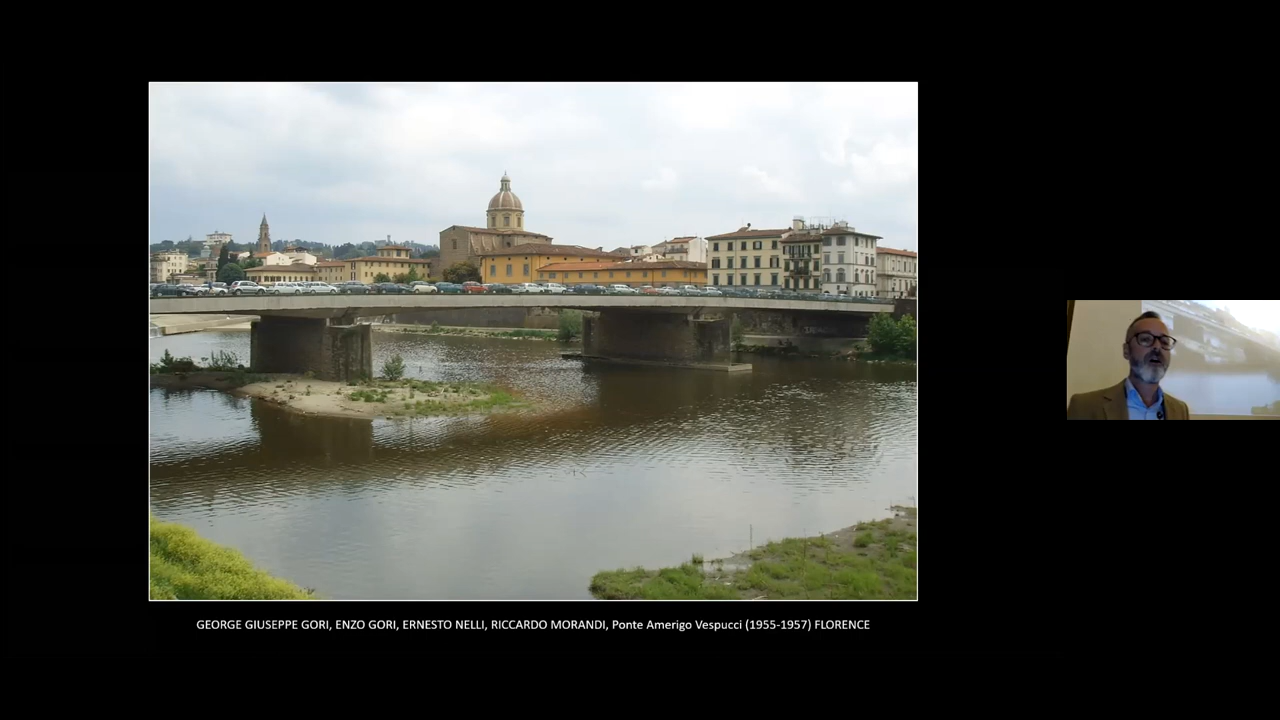 GEORGE GIUSEPPE GORI, ENZO GORI, ERNESTO NELLI, RICCARDO MORANDI, Ponte Amerigo Vespucci (1955-1957) FLORENCE